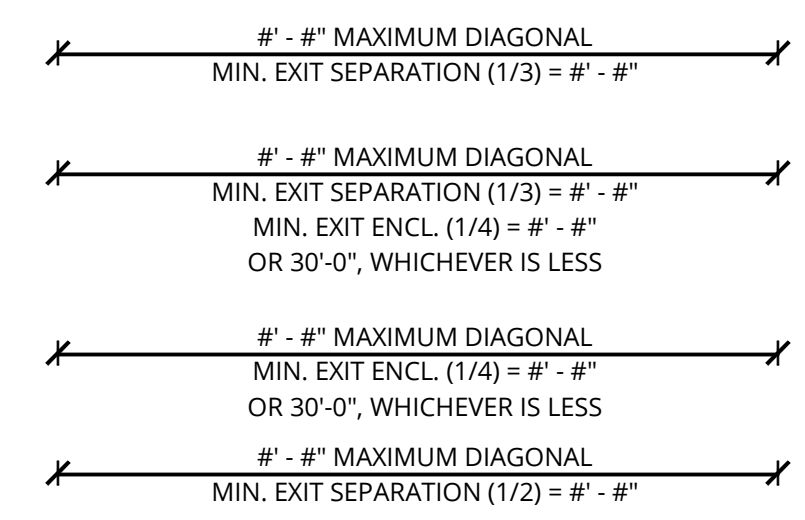 #' - #" MAXIMUM DIAGONAL
MIN. EXIT SEPARATION (1/3) = #' - #"
#' - #" MAXIMUM DIAGONAL
MIN. EXIT SEPARATION (1/3) = #' - #"
MIN. EXIT ENCL. (1/4) = #' - #"
OR 30'-0", WHICHEVER IS LESS
#' - #" MAXIMUM DIAGONAL
MIN. EXIT ENCL. (1/4) = #' - #"
OR 30'-0", WHICHEVER IS LESS
#' - #" MAXIMUM DIAGONAL
MIN. EXIT SEPARATION (1/2) = #' - #"